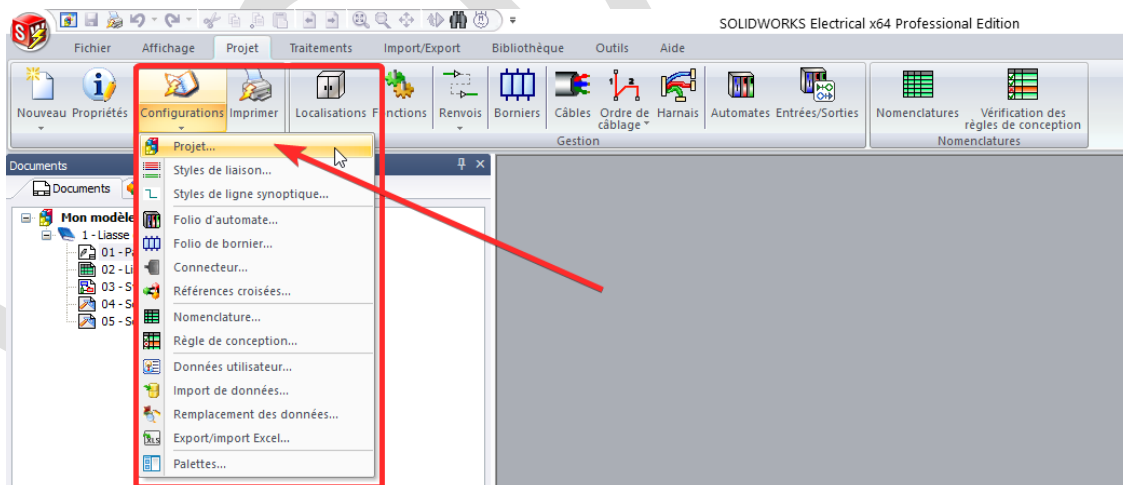 SOLIDWORKS Electrical x64 Professional Edition
Fichier Affichage Projet Traitements Import/Export Bibliothèque Outils Aide
Nouveau Propriétés Configurations Imprimer Localisations Fonctions Renvois Borniers Câbles Ordre de câblage Harnais Automates Entrées/Sorties Nomenclatures Vérification des règles de conception
Gestion Nomenclatures
Documents
Documents
Mon modèle
1 - Liasse
01 - P
02 - Li
03 - S
04 - S
05 - S
Projet...
Styles de liaison...
Styles de ligne synoptique...
Folio d'automate...
Folio de bornier...
Connecteur...
Références croisées...
Nomenclature...
Règle de conception...
Données utilisateur...
Import de données...
Remplacement des données...
Export/import Excel...
Palettes...